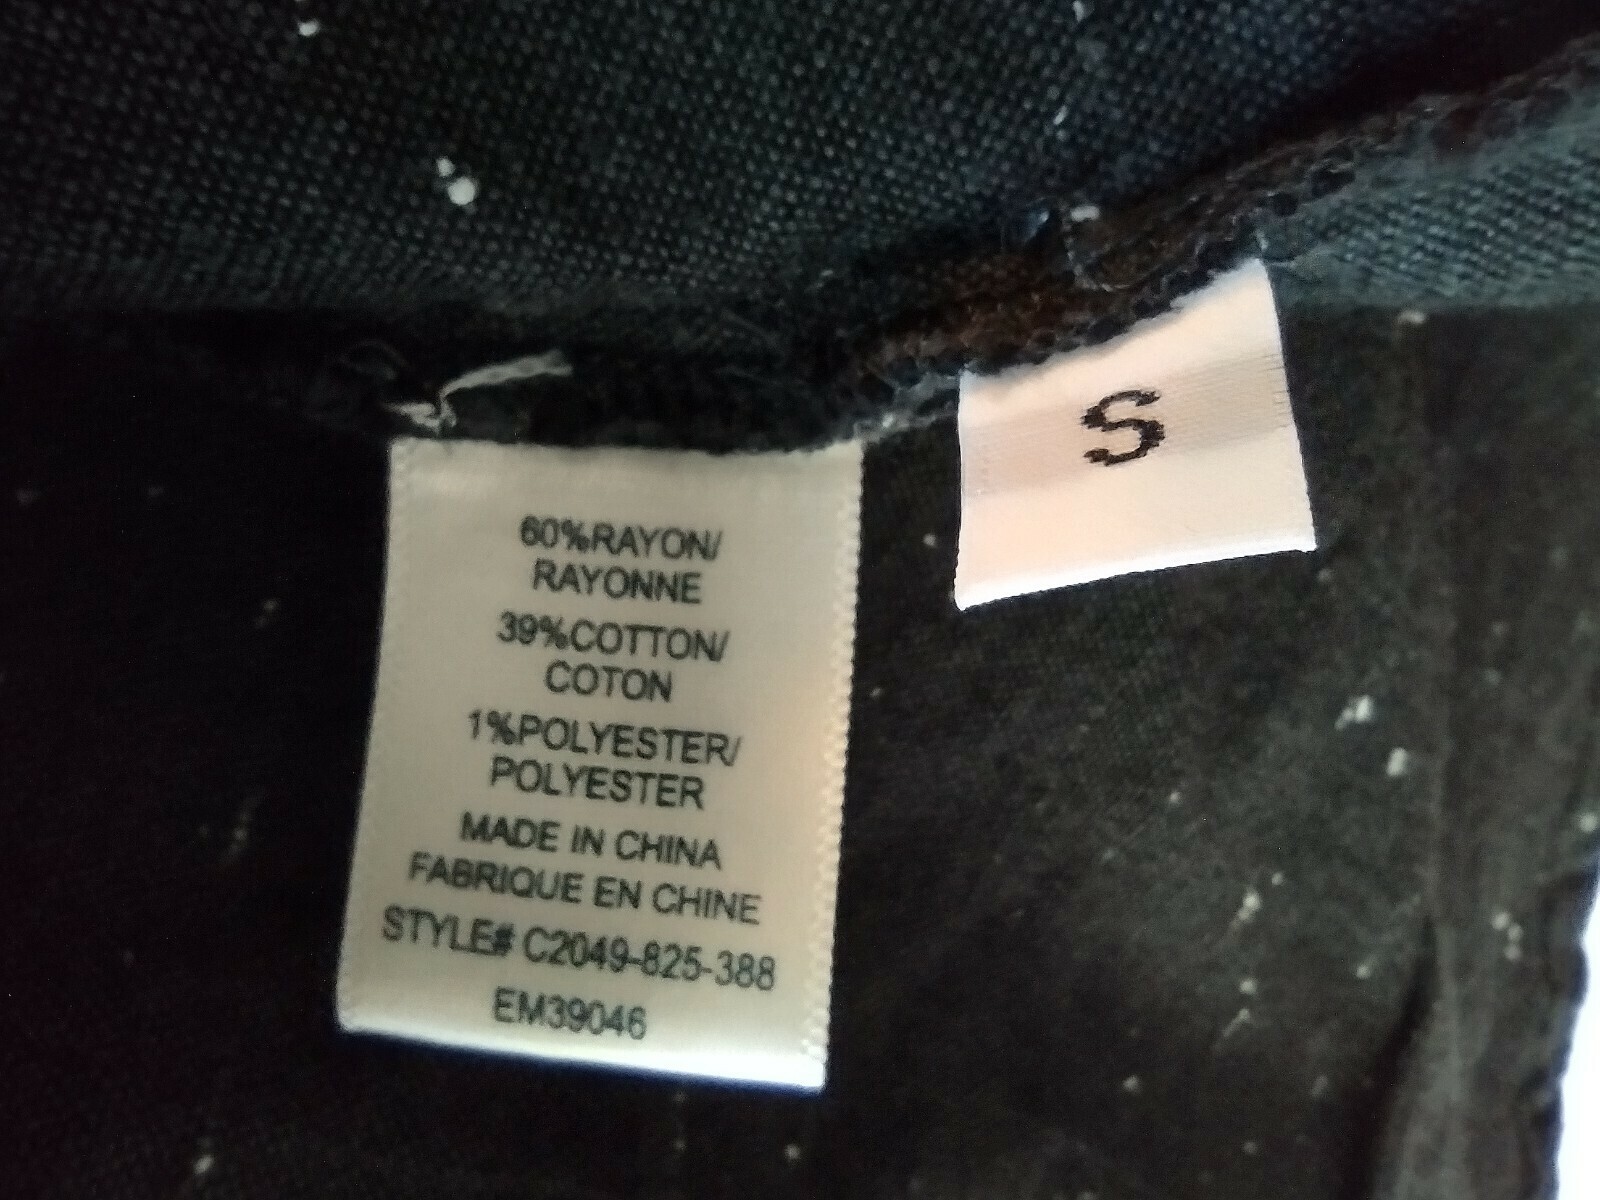 60%RAYON/
RAYONNE
39%COTTON/
COTON
1%POLYESTER/
POLYESTER
MADE IN CHINA
FABRIQUE EN CHINE
STYLE# C2049-825-388
EM39046
S